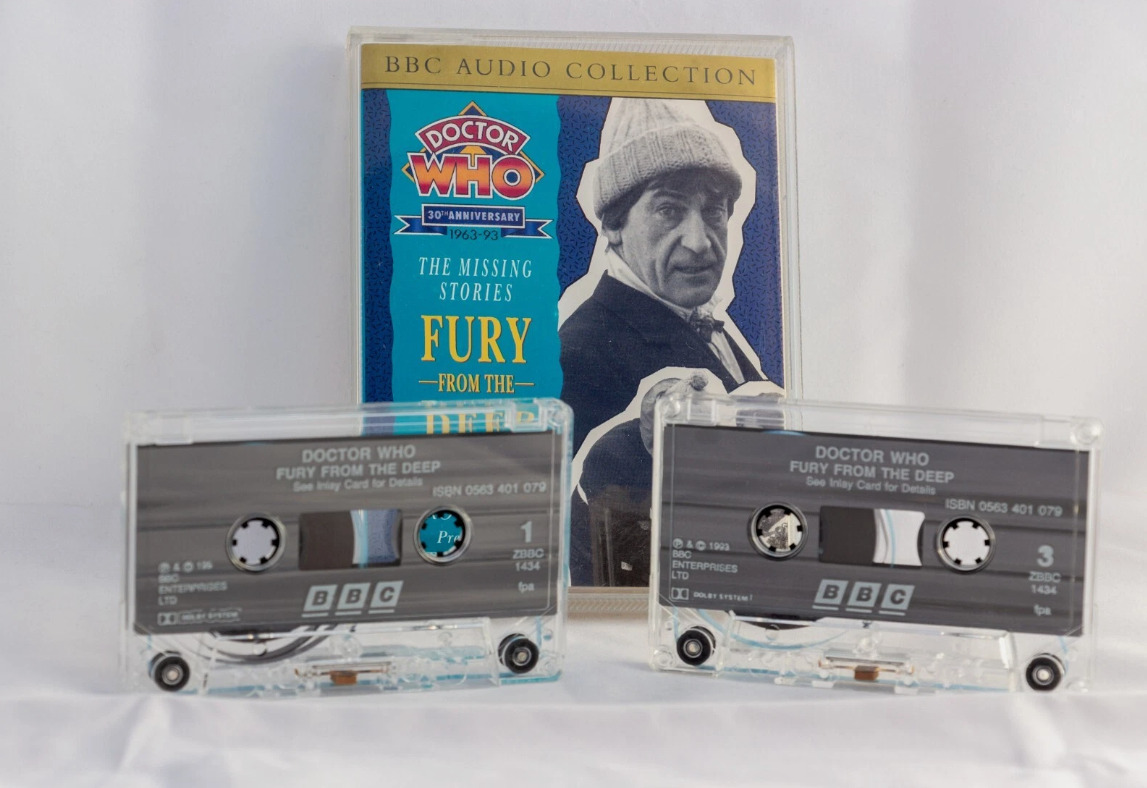 BBC AUDIO COLLECTION
DOCTOR
WHO
30TH ANNIVERSARY
1963-93
THE MISSING
STORIES
FURY
FROM THE
DEEP
DOCTOR WHO
FURY FROM THE DEEP
See Inlay Card for Details
ISBN 0563 401 079
1
ZBBC
1434
fps
℗ & © 199
BBC
ENTERPRISES
LTD
DOLBY SYSTEM
BBC
Pr
DOCTOR WHO
FURY FROM THE DEEP
See Inlay Card for Details
ISBN 0563 401 079
3
ZBBC
1434
fps
℗ & © 1993
BBC
ENTERPRISES
LTD
DOLBY SYSTEM
BBC